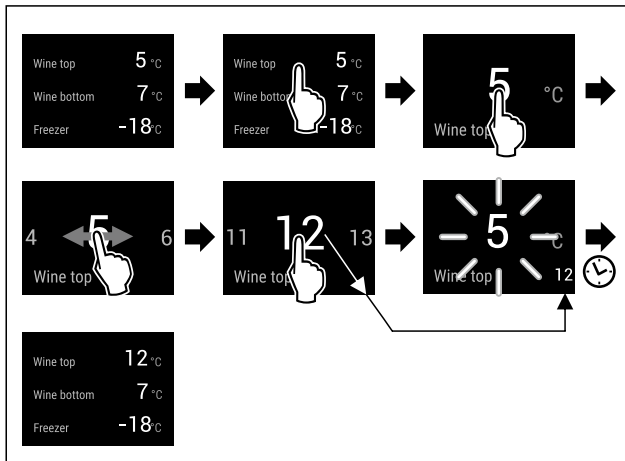 Wine top 5 °C
Wine bottom 7 °C
Freezer -18°C
Wine top 5 °C
Wine bottom 7 °C
Freezer -18°C
5 °C
Wine top
4 5 6
Wine top
11 12 13
Wine top
5 °C
Wine top 12
Wine top 12 °C
Wine bottom 7 °C
Freezer -18°C